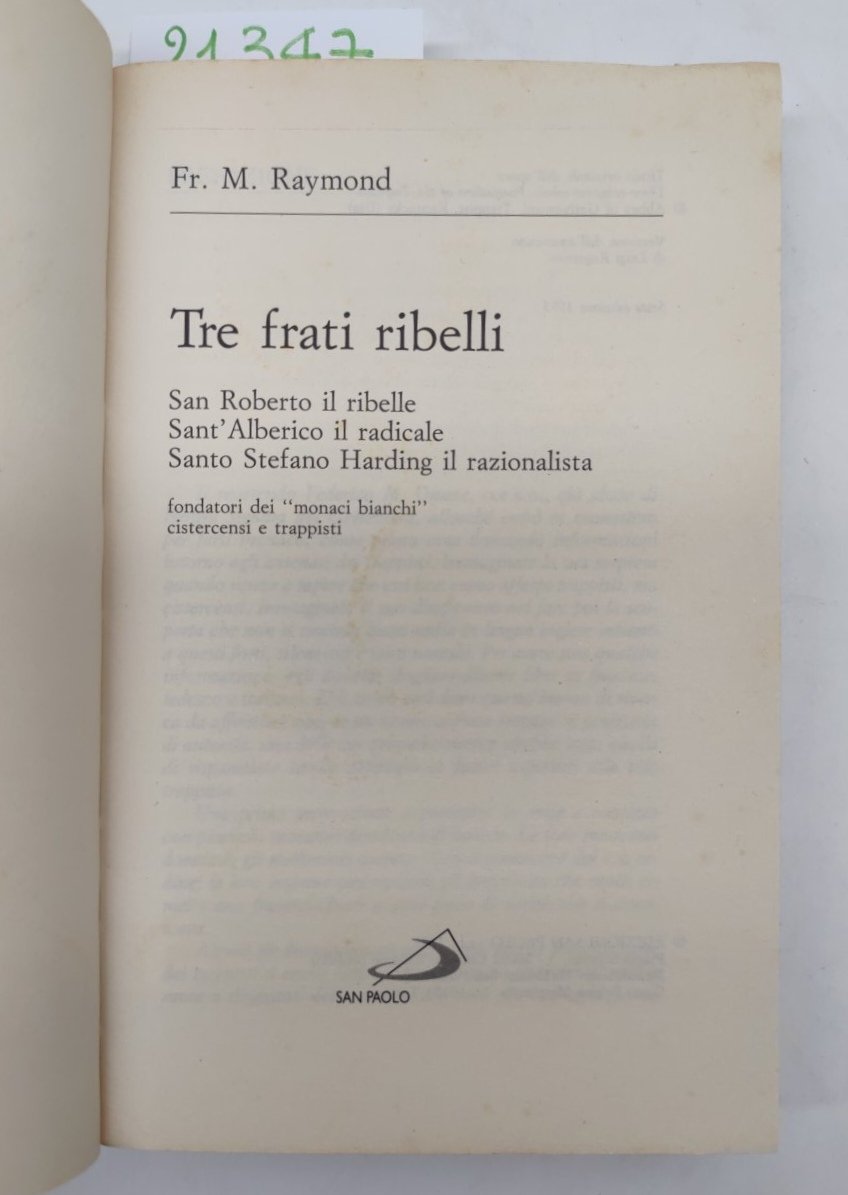 21347
Fr. M. Raymond
Tre frati ribelli
San Roberto il ribelle
Sant'Alberico il radicale
Santo Stefano Harding il razionalista
fondatori dei "monaci bianchi"
cistercensi e trappisti
SAN PAOLO